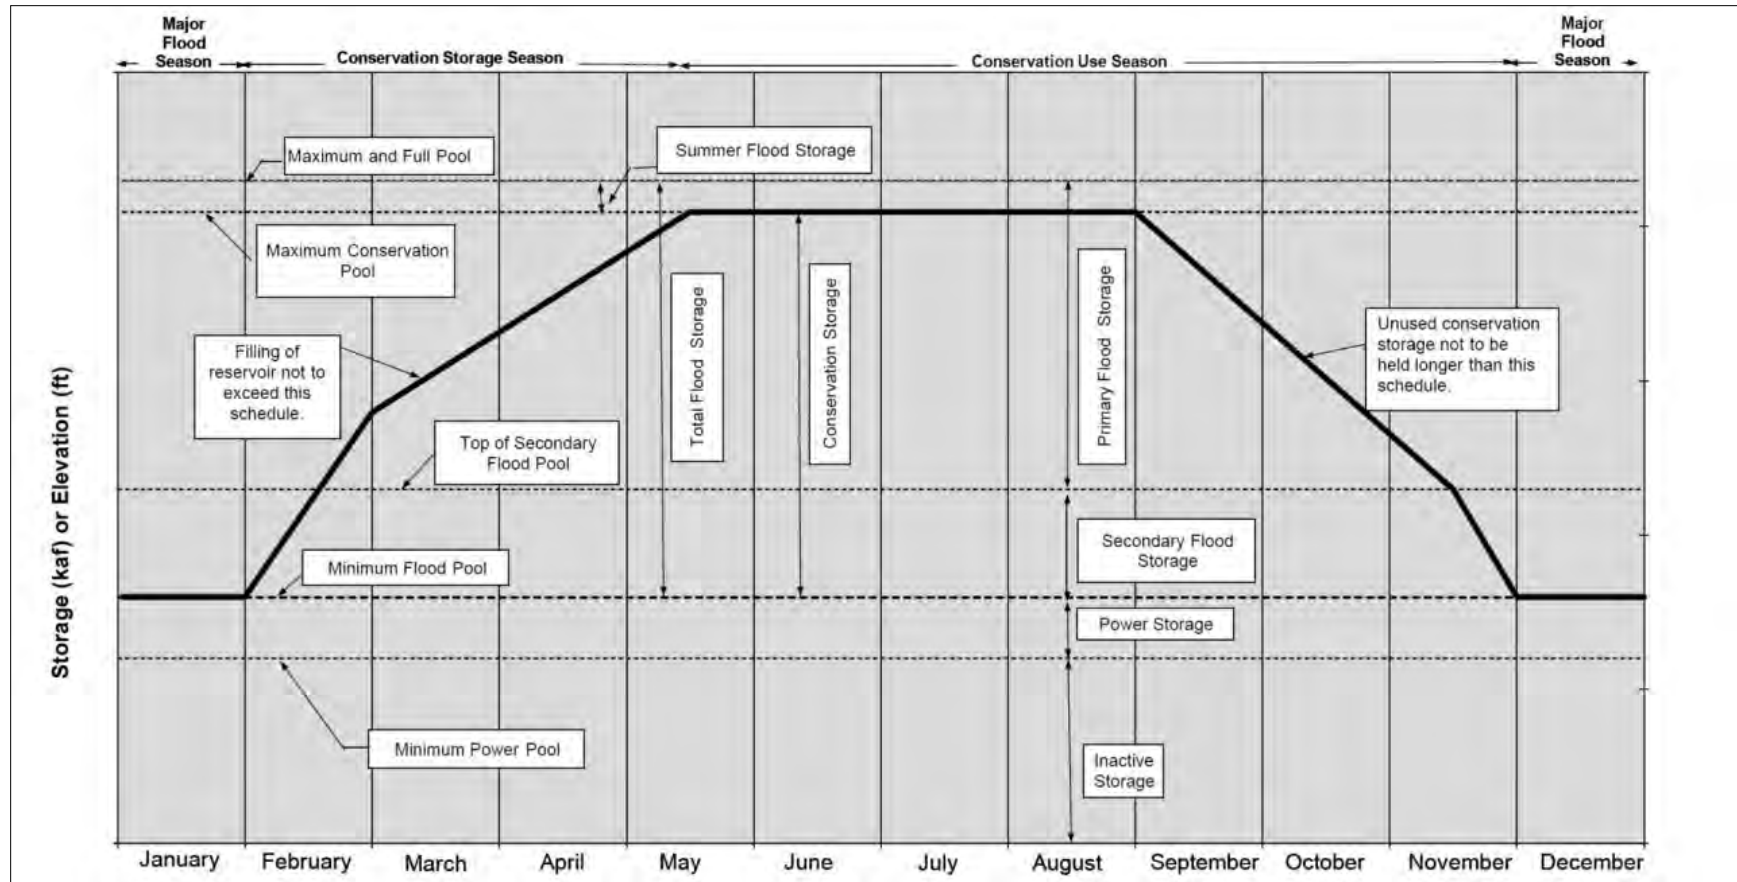 Major
Flood
Season
Conservation Storage Season
Conservation Use Season
Major
Flood
Season
Maximum and Full Pool
Summer Flood Storage
Maximum Conservation
Pool
Filling of
reservoir not to
exceed this
schedule.
Top of Secondary
Flood Pool
Total Flood Storage
Conservation Storage
Primary Flood Storage
Unused conservation
storage not to be
held longer than this
schedule.
Minimum Flood Pool
Secondary Flood
Storage
Power Storage
Minimum Power Pool
Inactive
Storage
Storage (kaf) or Elevation (ft)
January
February
March
April
May
June
July
August
September
October
November
December